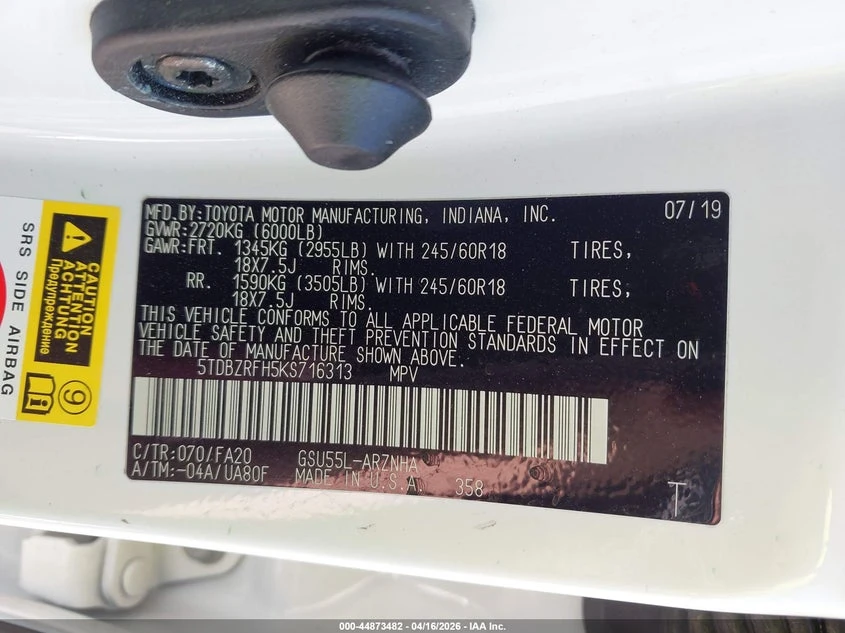 MFD.BY:TOYOTA MOTOR MANUFACTURING, INDIANA, INC. 07/19
GVWR:2720KG (6000LB)
GAWR:FRT. 1345KG (2955LB) WITH 245/60R18 TIRES,
18X7.5J RIMS.
RR. 1590KG (3505LB) WITH 245/60R18 TIRES,
18X7.5J RIMS.
THIS VEHICLE CONFORMS TO ALL APPLICABLE FEDERAL MOTOR
VEHICLE SAFETY AND THEFT PREVENTION STANDARDS IN EFFECT ON
THE DATE OF MANUFACTURE SHOWN ABOVE.
5TDBZRFH5KS716313 MPV
C/TR:070/FA20 GSU55L-ARZNHA
A/TM:-04A/UA80F MADE IN U.S.A. 358 T
SRS SIDE AIRBAG
CAUTION
ATTENTION
ACHTUNG
Предупреждение
9
000-44873482 - 04/16/2026 - IAA Inc.